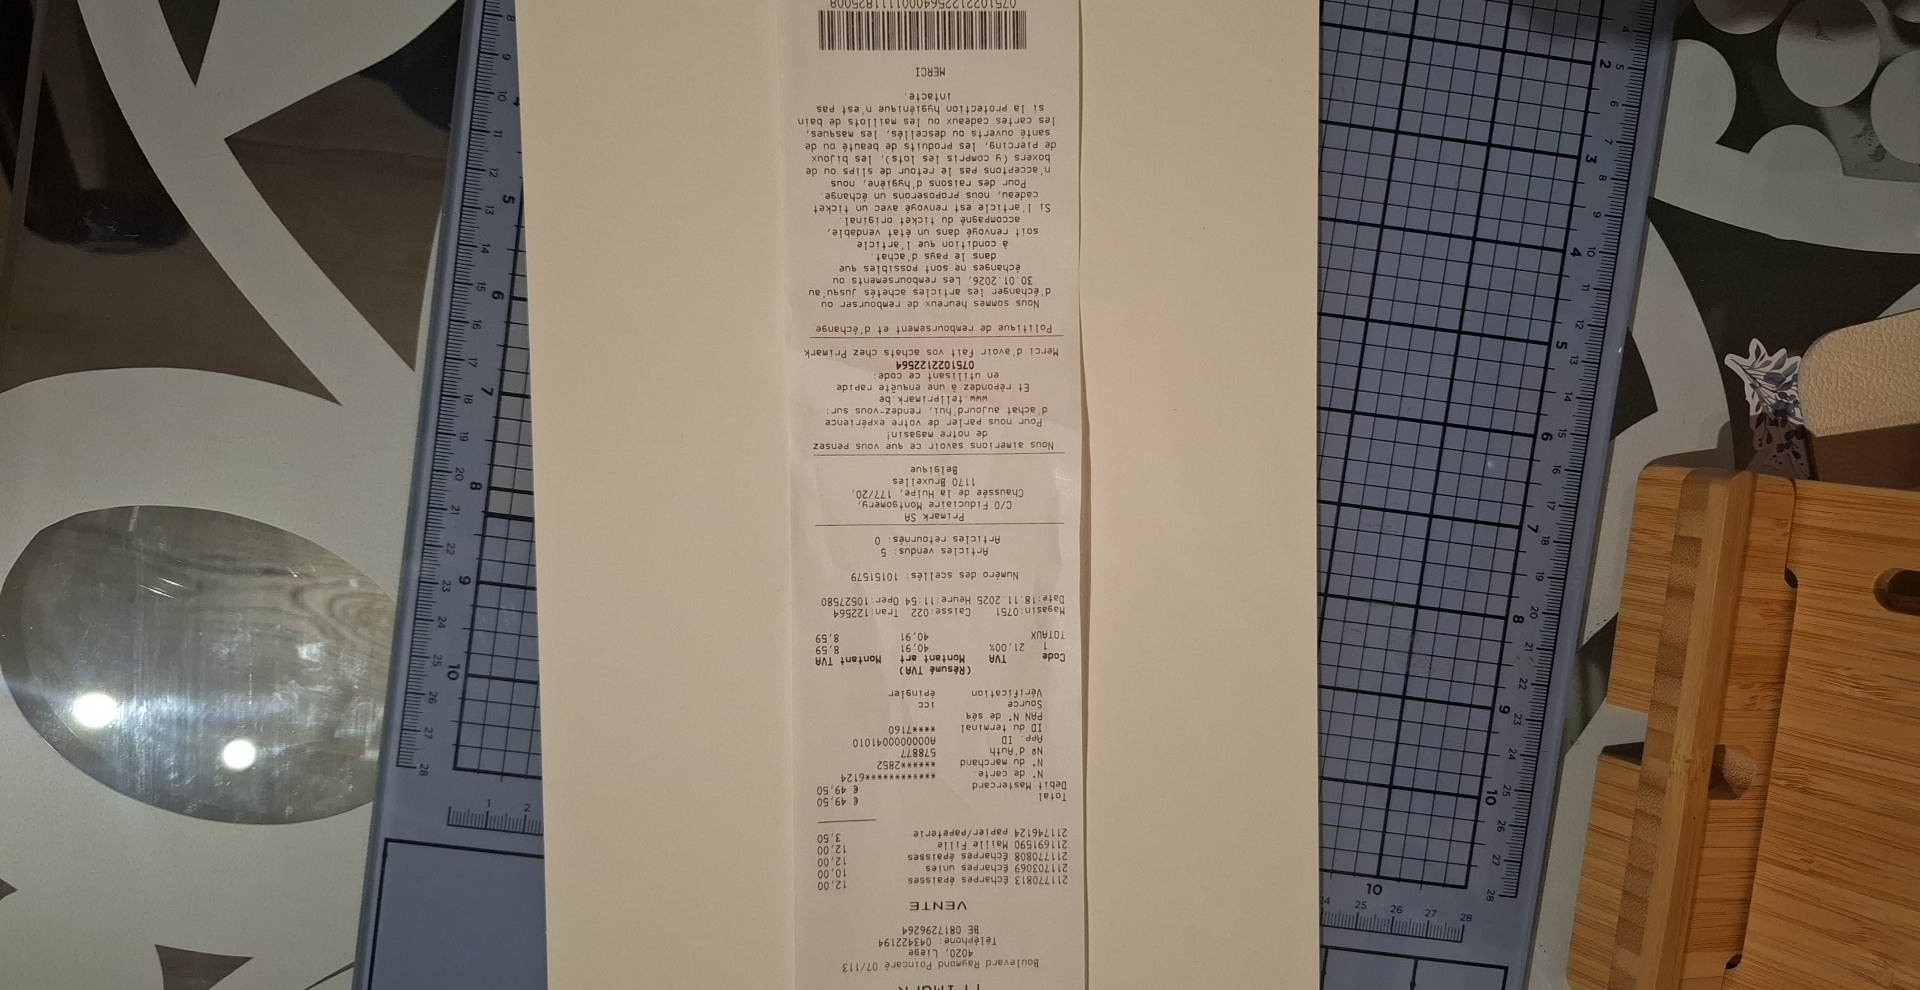 PRIMARK
Boulevard Raymond Poincaré 07/113
4020, Liege
Téléphone: 043422194
BE 0817296264
VENTE
211770813 Echarpes épaisses 12,00
211703069 Echarpes unies 10,00
211770808 Echarpes épaisses 12,00
211691590 Maille Fille 12,00
211746124 papier/papeterie 3,50
Total € 49,50
Debit Mastercard € 49,50
N° de carte. ************6124
N° du marchand ******2852
N° d'Auth 578877
App. ID A0000000041010
ID du terminal ****7160
PAN N° de séq
Source icc
Vérification épingler
(Résumé TVA)
Code TVA Montant art Montant TVA
1 21,00% 40,91 8,59
TOTAUX 40,91 8,59
Magasin:0751 Caisse:022 Tran:122564
Date:18.11.2025 Heure:11:54 Oper:10527580
Numéro des scellés: 10151579
Articles vendus: 5
Articles retournés: 0
Primark SA
C/O Fiduciaire Montgomery,
Chaussée de la Hulpe, 177/20,
1170 Bruxelles
Belgique
Nous aimerions savoir ce que vous pensez
de notre magasin!
Pour nous parler de votre expérience
d'achat aujourd'hui, rendez-vous sur:
www.tellprimark.be
Et répondez à une enquête rapide
en utilisant ce code:
0751022122564
Merci d'avoir fait vos achats chez Primark
Politique de remboursement et d'échange
Nous sommes heureux de rembourser ou
d'échanger les articles achetés jusqu'au
30.01.2026, Les remboursements ou
échanges ne sont possibles que
dans le pays d'achat.
à condition que l'article
soit renvoyé dans un état vendable,
accompagné du ticket original.
Si l'article est renvoyé avec un ticket
cadeau, nous proposerons un échange.
Pour des raisons d'hygiène, nous
n'acceptons pas le retour de slips ou de
boxers (y compris les lots), les bijoux
de piercing, les produits de beauté ou de
santé ouverts ou descellés, les masques,
les cartes cadeaux ou les maillots de bain
si la protection hygiénique n'est pas
intacte.
MERCI